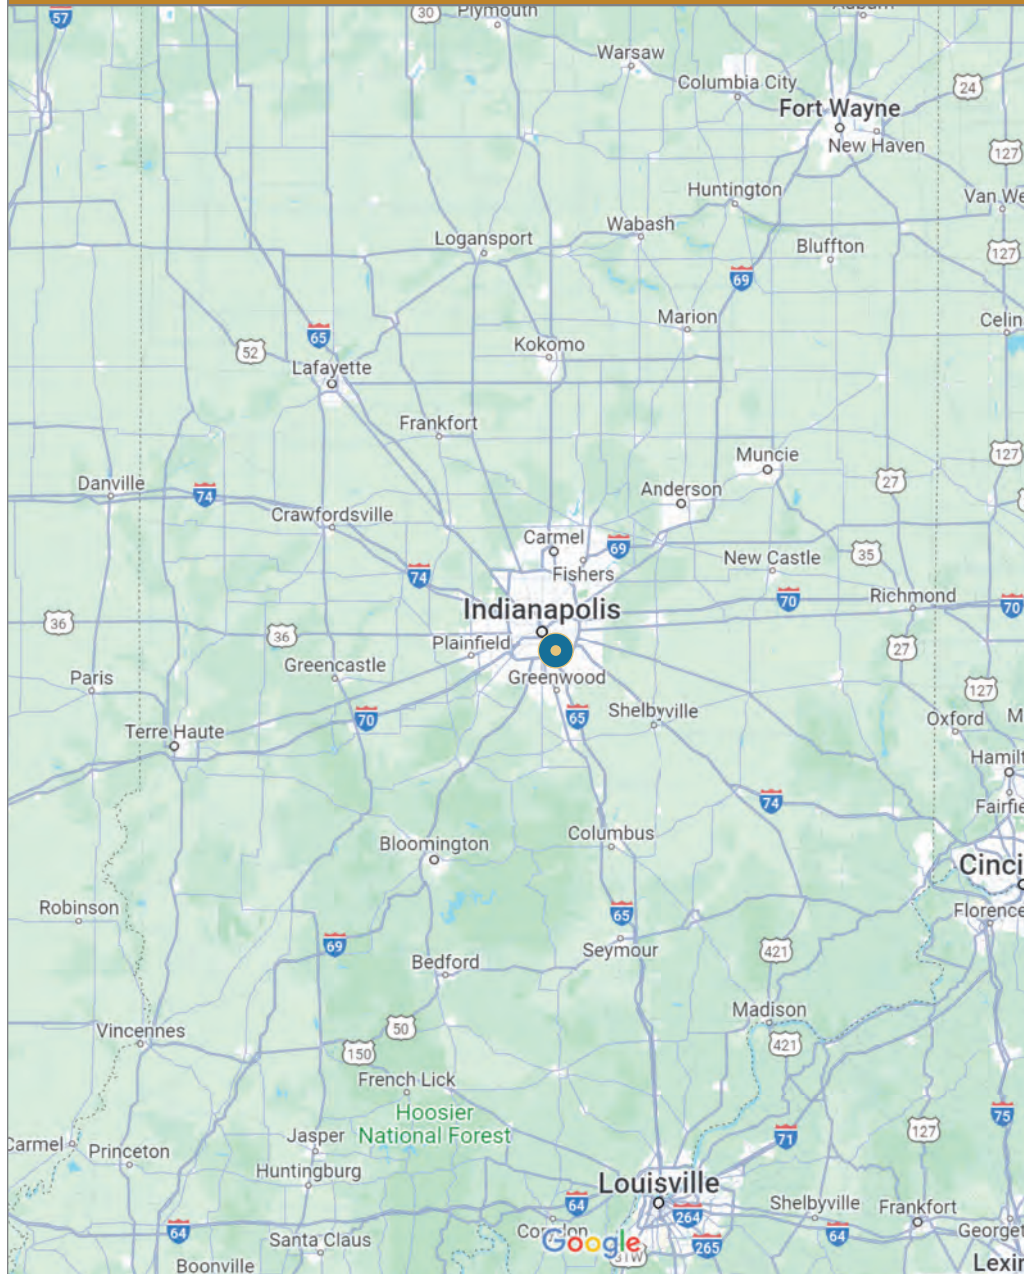 57
30
Plymouth
Warsaw
Columbia City
24
Fort Wayne
New Haven
127
Huntington
Van We
Wabash
Logansport
Bluffton
127
69
Marion
Celin
65
Kokomo
52
Lafayette
Frankfort
Muncie
127
27
Danville
74
Anderson
Crawfordsville
Carmel
69
35
New Castle
Fishers
74
70
Richmond
70
Indianapolis
36
36
Plainfield
27
Greencastle
Paris
Greenwood
127
70
65
Shelbyville
Oxford
M
Terre Haute
Hamilt
74
Fairfie
Columbus
Bloomington
Cinci
Robinson
65
Florence
69
Seymour
421
Bedford
Madison
50
Vincennes
421
150
French Lick
Hoosier
National Forest
75
127
71
Carmel
Princeton
Jasper
Huntingburg
Louisville
64
264
Shelbyville
Frankfort
64
64
Georget
Santa Claus
Google
265
31W
Boonville
Lexin